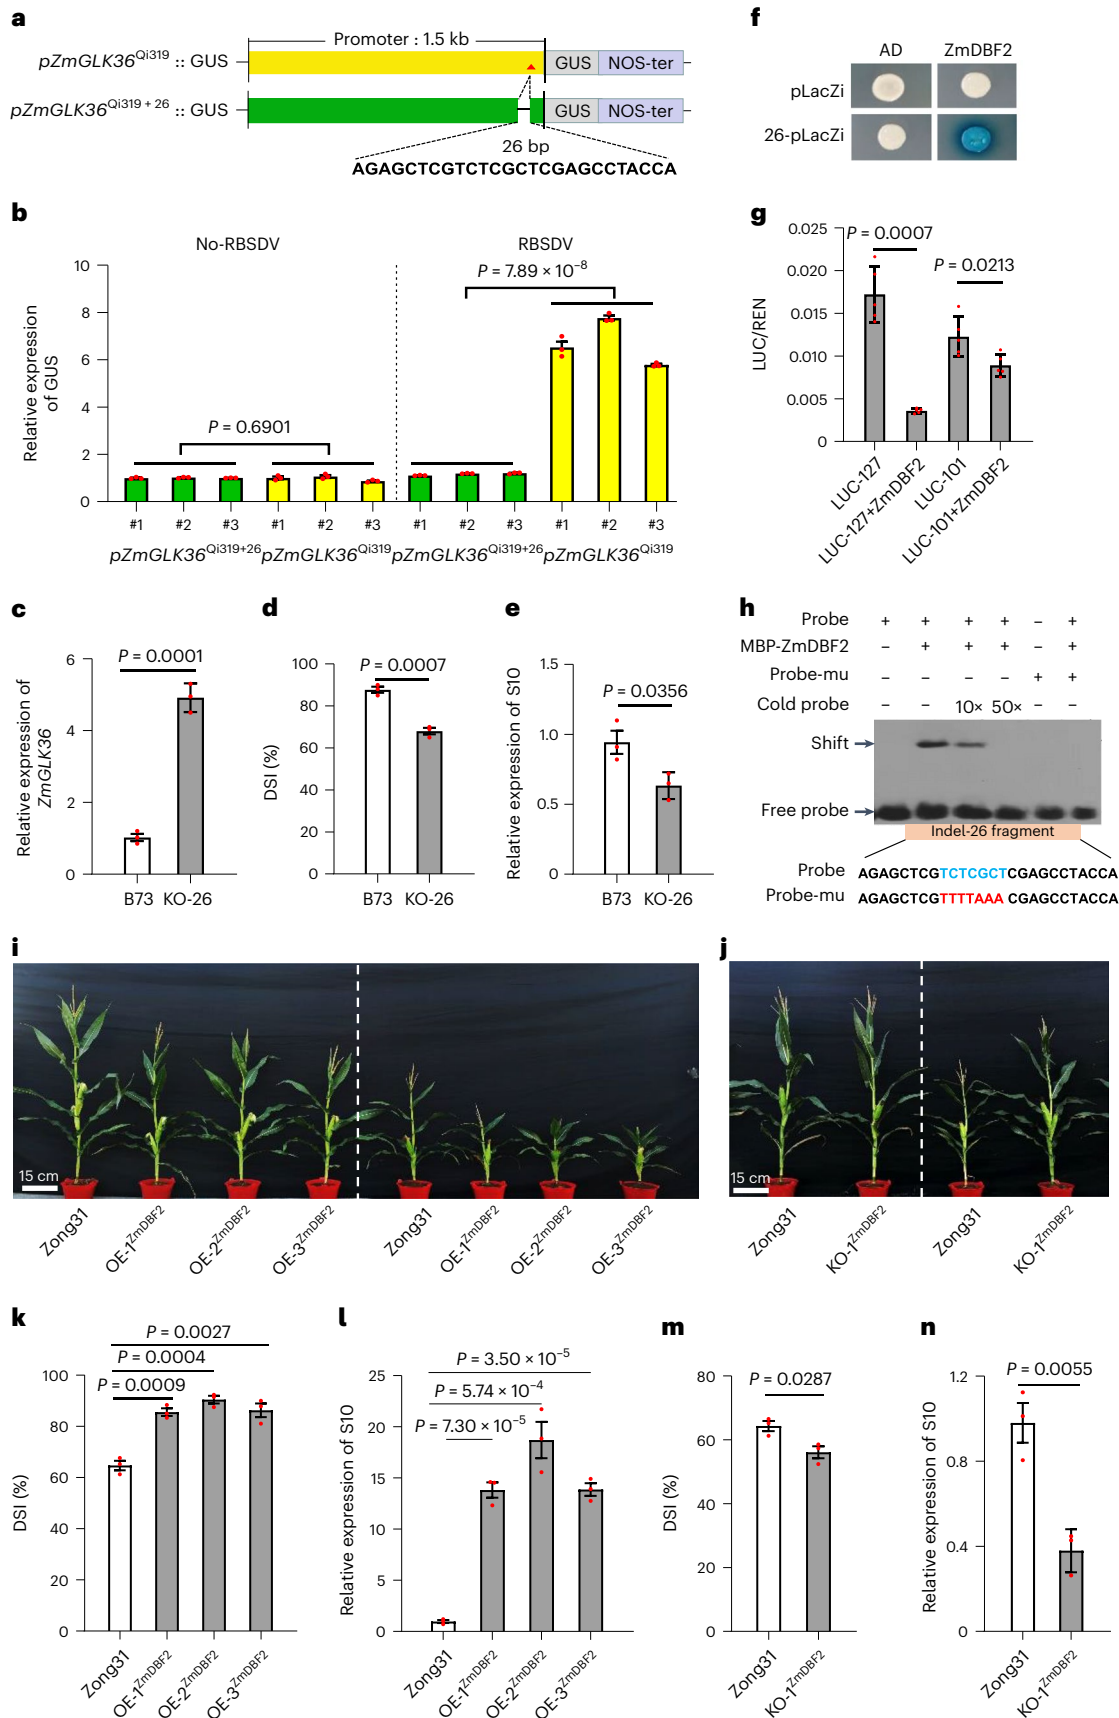 a
Promoter : 1.5 kb
pZmGLK36Qi319 :: GUS
GUS NOS-ter
pZmGLK36Qi319 + 26 :: GUS
GUS NOS-ter
26 bp
AGAGCTCGTCTCGCTCGAGCCTACCA
f
AD ZmDBF2
pLacZi
26-pLacZi
b
No-RBSDV RBSDV
P = 7.89 × 10−8
P = 0.6901
Relative expression
of GUS
10
8
6
4
2
0
#1 #2 #3 #1 #2 #3 #1 #2 #3 #1 #2 #3
pZmGLK36Qi319+26 pZmGLK36Qi319 pZmGLK36Qi319+26 pZmGLK36Qi319
g
P = 0.0007
P = 0.0213
LUC/REN
0.025
0.020
0.015
0.010
0.005
0
LUC-127
LUC-127+ZmDBF2
LUC-101
LUC-101+ZmDBF2
c
P = 0.0001
Relative expression of
ZmGLK36
6
4
2
0
B73 KO-26
d
P = 0.0007
DSI (%)
100
80
60
40
20
0
B73 KO-26
e
P = 0.0356
Relative expression of S10
1.5
1.0
0.5
0
B73 KO-26
h
Probe + + + + – +
MBP-ZmDBF2 – + + + – +
Probe-mu – – – – + +
Cold probe – – 10× 50× – –
Shift
Free probe
Indel-26 fragment
Probe AGAGCTCGTCTCGCTCGAGCCTACCA
Probe-mu AGAGCTCGTTTTAAA CGAGCCTACCA
i
15 cm
Zong31
OE-1ZmDBF2
OE-2ZmDBF2
OE-3ZmDBF2
Zong31
OE-1ZmDBF2
OE-2ZmDBF2
OE-3ZmDBF2
j
15 cm
Zong31
KO-1ZmDBF2
Zong31
KO-1ZmDBF2
k
P = 0.0027
P = 0.0004
P = 0.0009
DSI (%)
100
80
60
40
20
0
Zong31
OE-1ZmDBF2
OE-2ZmDBF2
OE-3ZmDBF2
l
P = 3.50 × 10−5
P = 5.74 × 10−4
P = 7.30 × 10−5
Relative expression of S10
25
20
15
10
5
0
Zong31
OE-1ZmDBF2
OE-2ZmDBF2
OE-3ZmDBF2
m
P = 0.0287
DSI (%)
80
60
40
20
0
Zong31
KO-1ZmDBF2
n
P = 0.0055
Relative expression of S10
1.2
0.8
0.4
0
Zong31
KO-1ZmDBF2